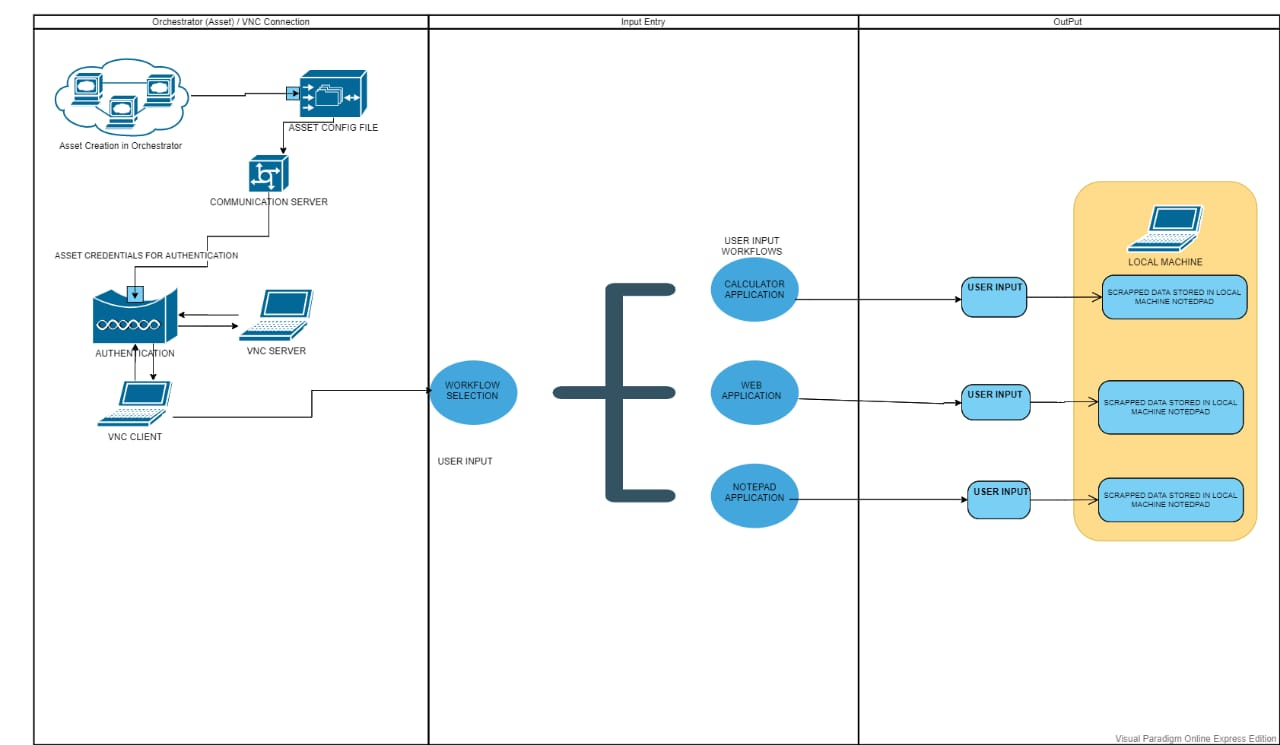 Orchestrator (Asset) / VNC Connection
Input Entry
OutPut
Asset Creation in Orchestrator
ASSET CONFIG FILE
COMMUNICATION SERVER
ASSET CREDENTIALS FOR AUTHENTICATION
AUTHENTICATION
VNC SERVER
VNC CLIENT
WORKFLOW
SELECTION
USER INPUT
USER INPUT
WORKFLOWS
CALCULATOR
APPLICATION
WEB
APPLICATION
NOTEPAD
APPLICATION
USER INPUT
USER INPUT
USER INPUT
LOCAL MACHINE
SCRAPPED DATA STORED IN LOCAL
MACHINE NOTEDPAD
SCRAPPED DATA STORED IN LOCAL
MACHINE NOTEDPAD
SCRAPPED DATA STORED IN LOCAL
MACHINE NOTEDPAD
Visual Paradigm Online Express Edition